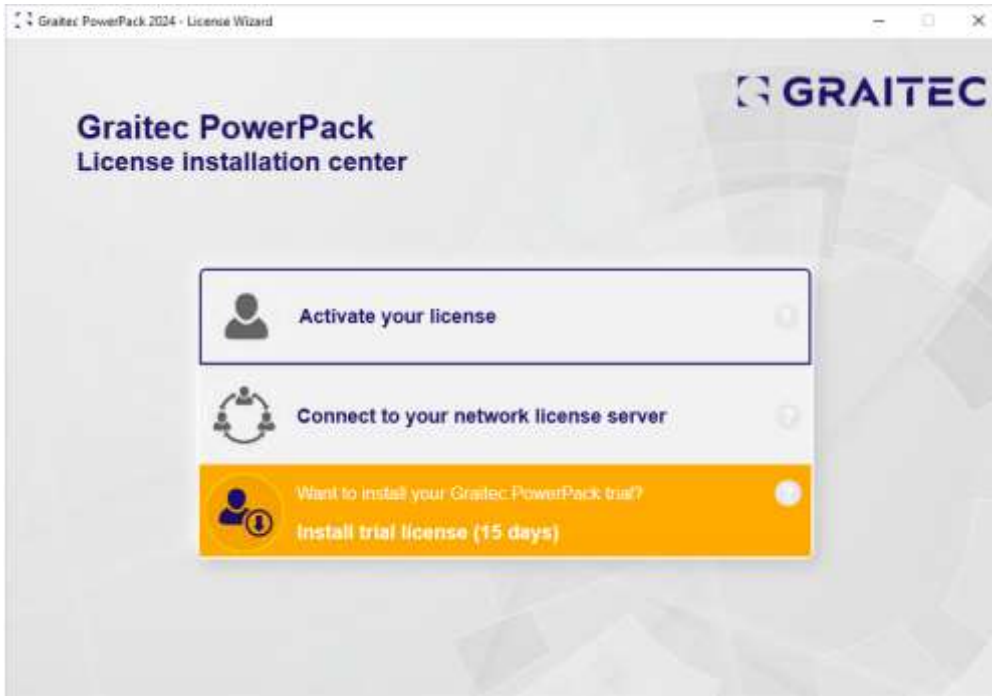 Graitec PowerPack 2024 - License Wizard
GRAITEC
Graitec PowerPack
License installation center
Activate your license
?
Connect to your network license server
?
Want to install your Graitec PowerPack trial?
?
Install trial license (15 days)